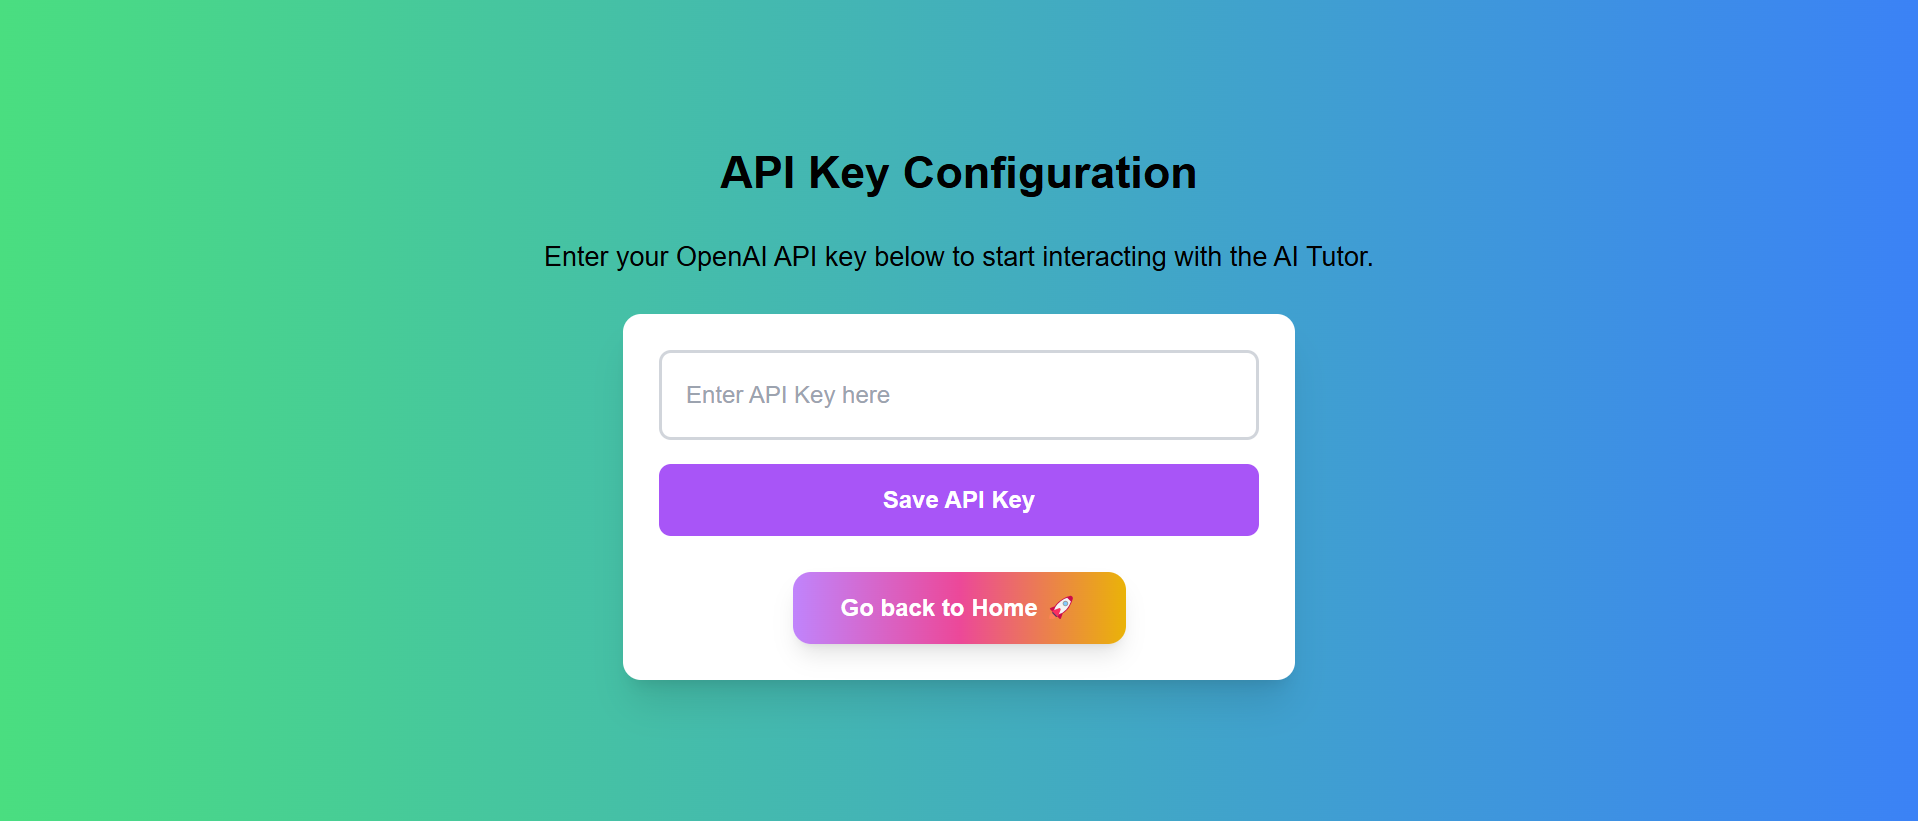 API Key Configuration
Enter your OpenAI API key below to start interacting with the AI Tutor.
Enter API Key here
Save API Key
Go back to Home 🚀